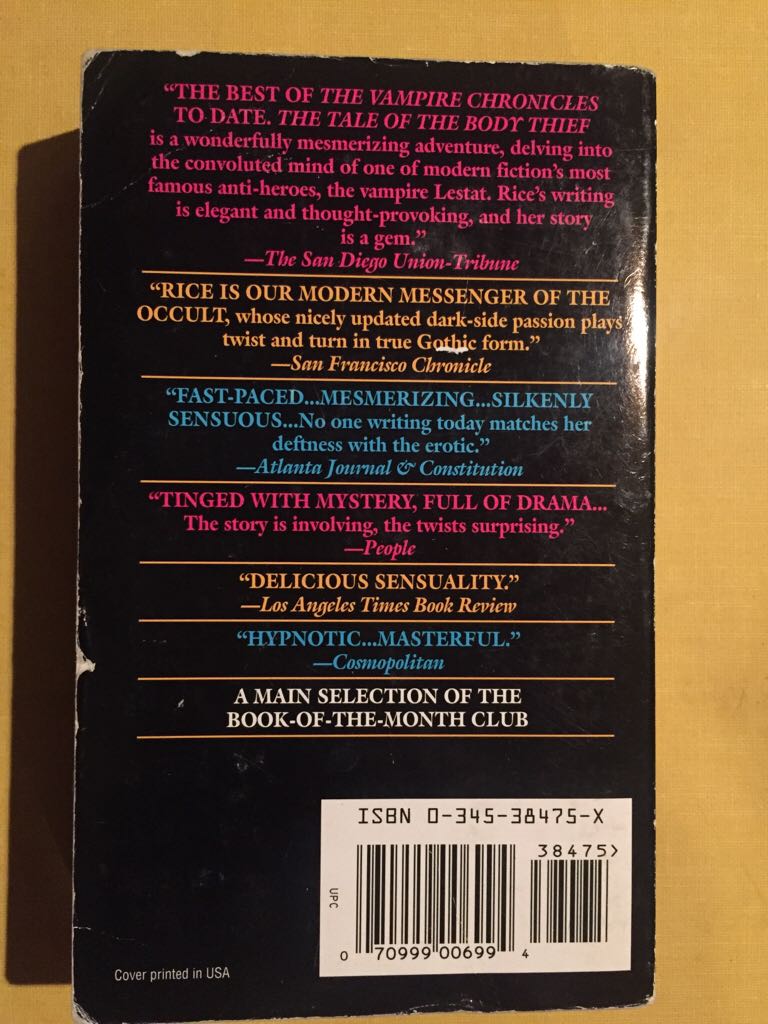 “THE BEST OF THE VAMPIRE CHRONICLES
TO DATE. THE TALE OF THE BODY THIEF
is a wonderfully mesmerizing adventure, delving into
the convoluted mind of one of modern fiction’s most
famous anti-heroes, the vampire Lestat. Rice’s writing
is elegant and thought-provoking, and her story
is a gem.”
—The San Diego Union-Tribune
“RICE IS OUR MODERN MESSENGER OF THE
OCCULT, whose nicely updated dark-side passion plays
twist and turn in true Gothic form.”
—San Francisco Chronicle
“FAST-PACED...MESMERIZING...SILKENLY
SENSUOUS...No one writing today matches her
deftness with the erotic.”
—Atlanta Journal & Constitution
“TINGED WITH MYSTERY, FULL OF DRAMA...
The story is involving, the twists surprising.”
—People
“DELICIOUS SENSUALITY.”
—Los Angeles Times Book Review
“HYPNOTIC...MASTERFUL.”
—Cosmopolitan
A MAIN SELECTION OF THE
BOOK-OF-THE-MONTH CLUB
ISBN 0-345-38475-X
38475>
UPC
0 70999 00699 4
Cover printed in USA